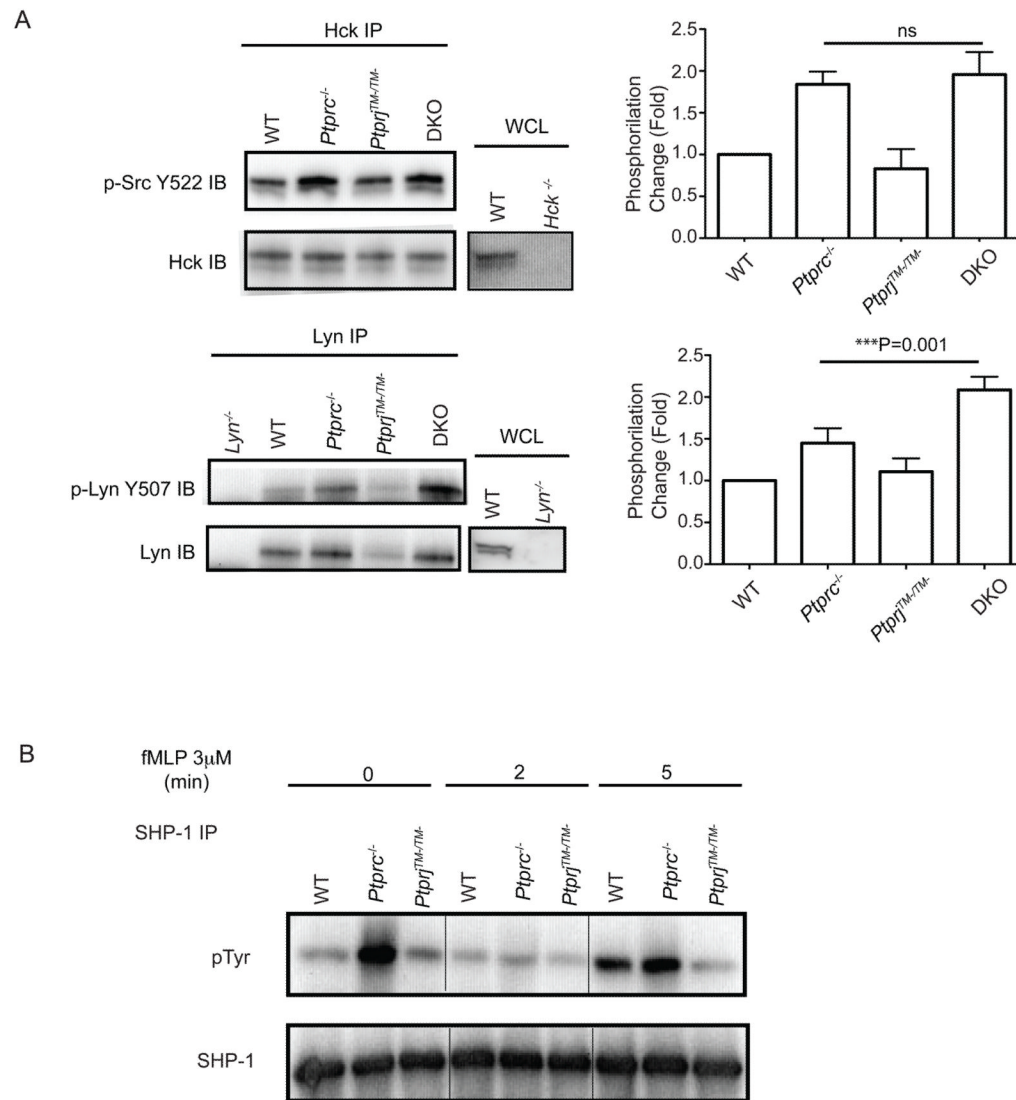 A
Hck IP
WT
Ptprc-/-
PtprjTM-/TM-
DKO
p-Src Y522 IB
Hck IB
WCL
WT
Hck -/-
ns
Phosphorilation
Change (Fold)
2.0
1.5
1.0
0.5
0.0
WT
Ptprc-/-
PtprjTM-/TM-
DKO
Lyn IP
Lyn-/-
WT
Ptprc-/-
PtprjTM-/TM-
DKO
p-Lyn Y507 IB
Lyn IB
WCL
WT
Lyn-/-
***P=0.001
Phosphorilation
Change (Fold)
2.5
2.0
1.5
1.0
0.5
0.0
WT
Ptprc-/-
PtprjTM-/TM-
DKO
B
fMLP 3μM
(min)
0
2
5
SHP-1 IP
WT
Ptprc-/-
PtprjTM-/TM-
WT
Ptprc-/-
PtprjTM-/TM-
WT
Ptprc-/-
PtprjTM-/TM-
pTyr
SHP-1